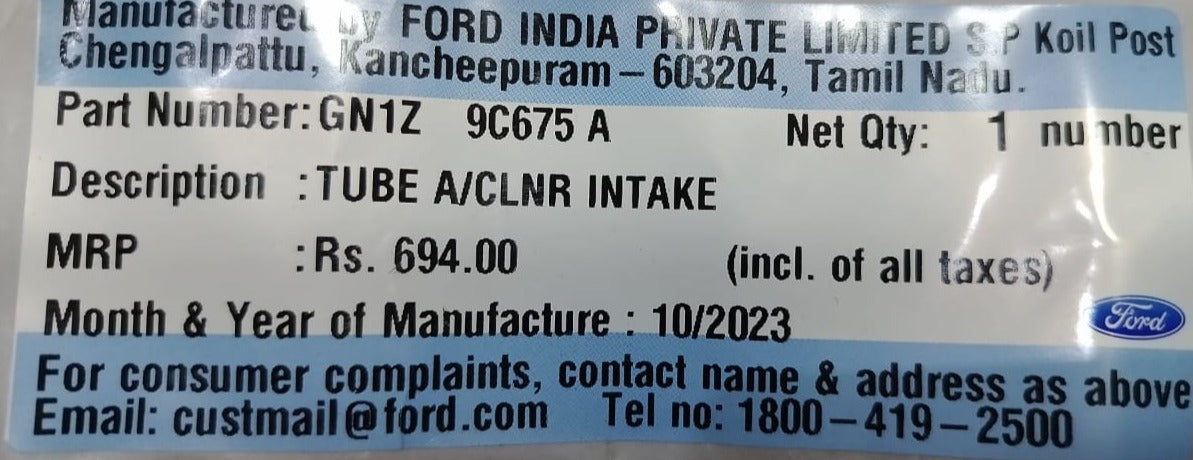 Manufactured by FORD INDIA PRIVATE LIMITED S.P Koil Post
Chengalpattu, Kancheepuram – 603204, Tamil Nadu.
Part Number: GN1Z 9C675 A Net Qty: 1 number
Description : TUBE A/CLNR INTAKE
MRP : Rs. 694.00 (incl. of all taxes)
Month & Year of Manufacture : 10/2023
Ford
For consumer complaints, contact name & address as above
Email: custmail@ford.com Tel no: 1800–419–2500